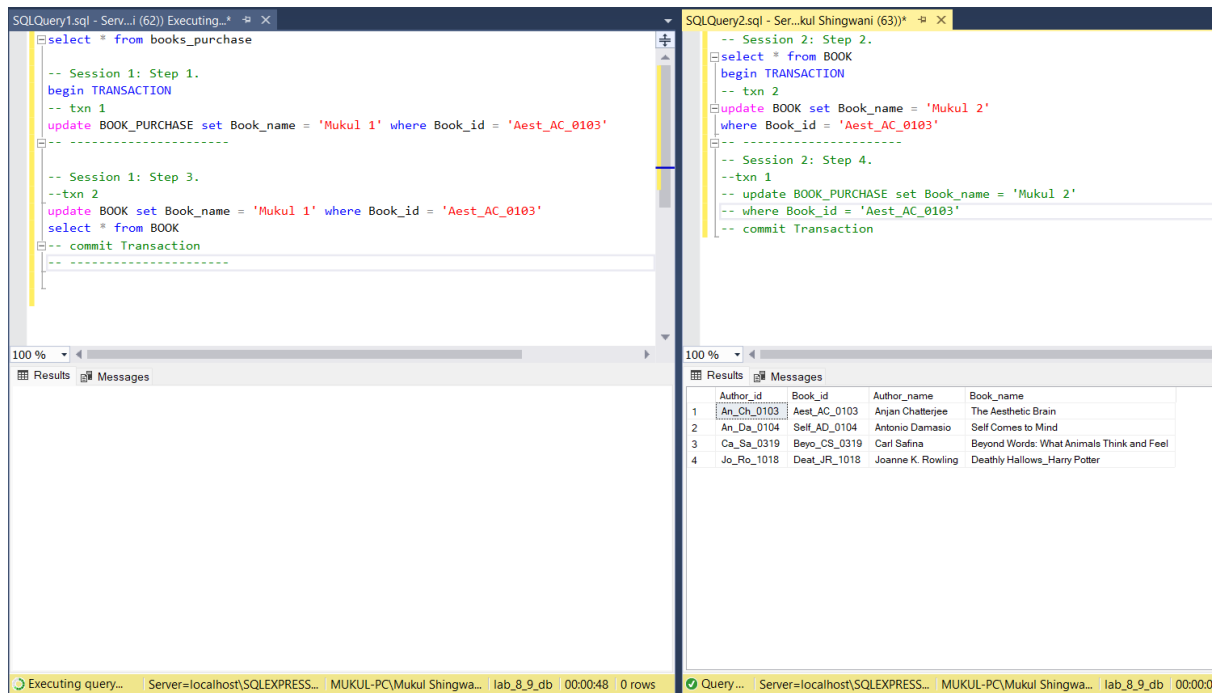 SQLQuery1.sql - Serv...i (62)) Executing...*
select * from books_purchase
-- Session 1: Step 1.
begin TRANSACTION
-- txn 1
update BOOK_PURCHASE set Book_name = 'Mukul 1' where Book_id = 'Aest_AC_0103'
-- ----------------------
-- Session 1: Step 3.
--txn 2
update BOOK set Book_name = 'Mukul 1' where Book_id = 'Aest_AC_0103'
select * from BOOK
-- commit Transaction
-- ----------------------
100 %
Results Messages
Executing query... Server=localhost\SQLEXPRESS... MUKUL-PC\Mukul Shingwa... lab_8_9_db 00:00:48 0 rows
SQLQuery2.sql - Ser...kul Shingwani (63))*
-- Session 2: Step 2.
select * from BOOK
begin TRANSACTION
-- txn 2
update BOOK set Book_name = 'Mukul 2'
where Book_id = 'Aest_AC_0103'
-- ----------------------
-- Session 2: Step 4.
--txn 1
-- update BOOK_PURCHASE set Book_name = 'Mukul 2'
-- where Book_id = 'Aest_AC_0103'
-- commit Transaction
100 %
Results Messages
Author_id Book_id Author_name Book_name
1 An_Ch_0103 Aest_AC_0103 Anjan Chatterjee The Aesthetic Brain
2 An_Da_0104 Self_AD_0104 Antonio Damasio Self Comes to Mind
3 Ca_Sa_0319 Beyo_CS_0319 Carl Safina Beyond Words: What Animals Think and Feel
4 Jo_Ro_1018 Deat_JR_1018 Joanne K. Rowling Deathly Hallows_Harry Potter
Query... Server=localhost\SQLEXPRESS... MUKUL-PC\Mukul Shingwa... lab_8_9_db 00:00:0